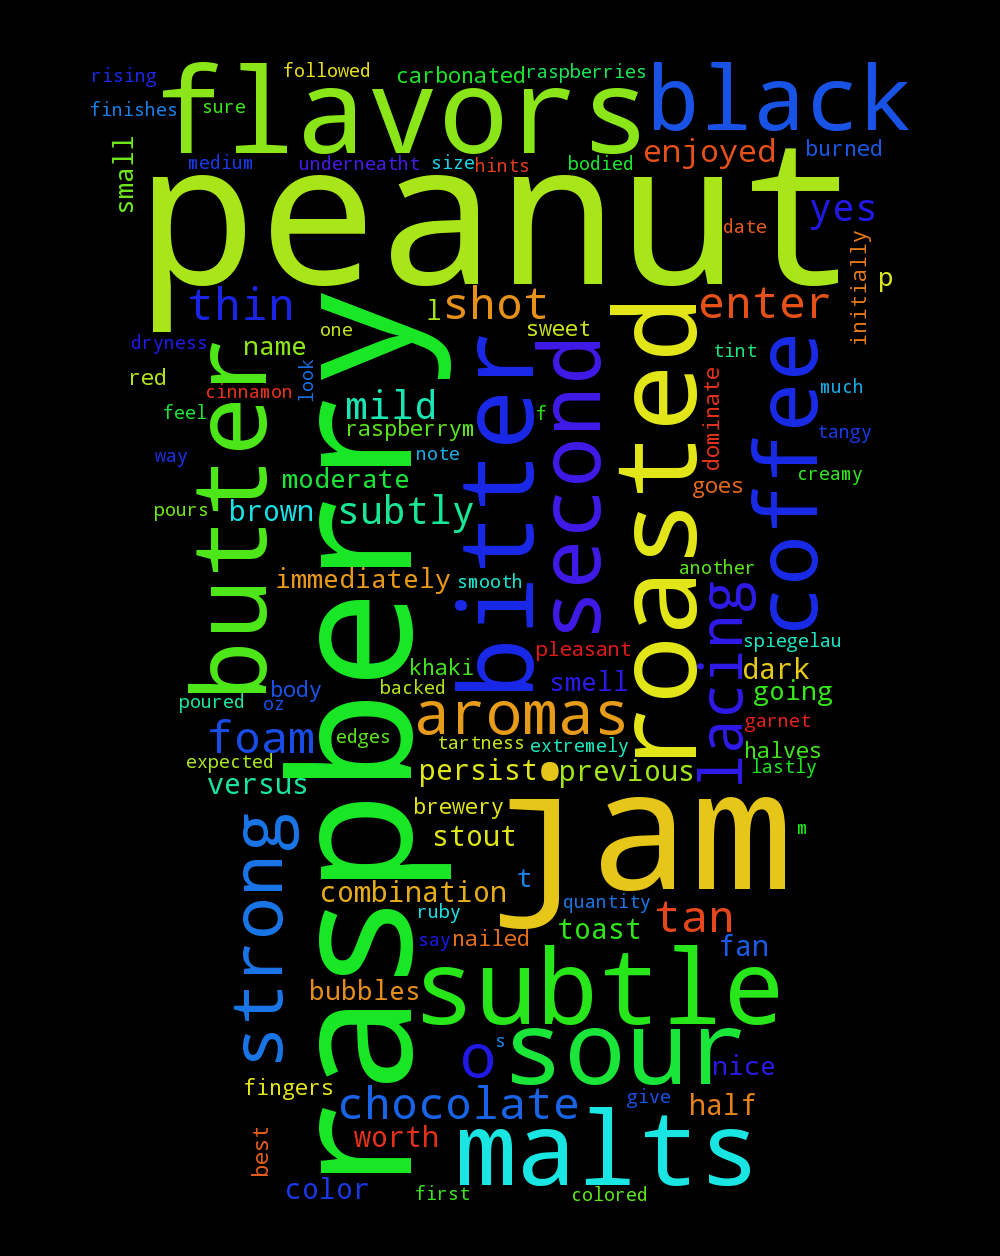 rising
followed
carbonated
raspberries
flavors
black
finishes
sure
small
medium
underneatht
size
hints
bodied
enjoyed
burned
peanut
yes
date
initially
p
thin
l
shot
enter
one
sweet
dryness
name
tint
red
cinnamon
look
mild
raspberry
f
dominate
much
feel
raspberrym
tangy
way
note
butter
bitter
second
roasted
coffee
moderate
goes
creamy
pours
brown
subtly
another
immediately
smooth
lacing
spiegelau
pleasant
khaki
dark
poured
body
oz
backed
smell
going
aromas
garnet
foam
edges
tartness
extremely
halves
expected
persist
previous
lastly
versus
brewery
jam
strong
stout
m
combination
t
quantity
ruby
tan
say
nailed
toast
fan
bubbles
subtle
o
s
sour
nice
fingers
chocolate
give
half
best
worth
malts
color
first
colored